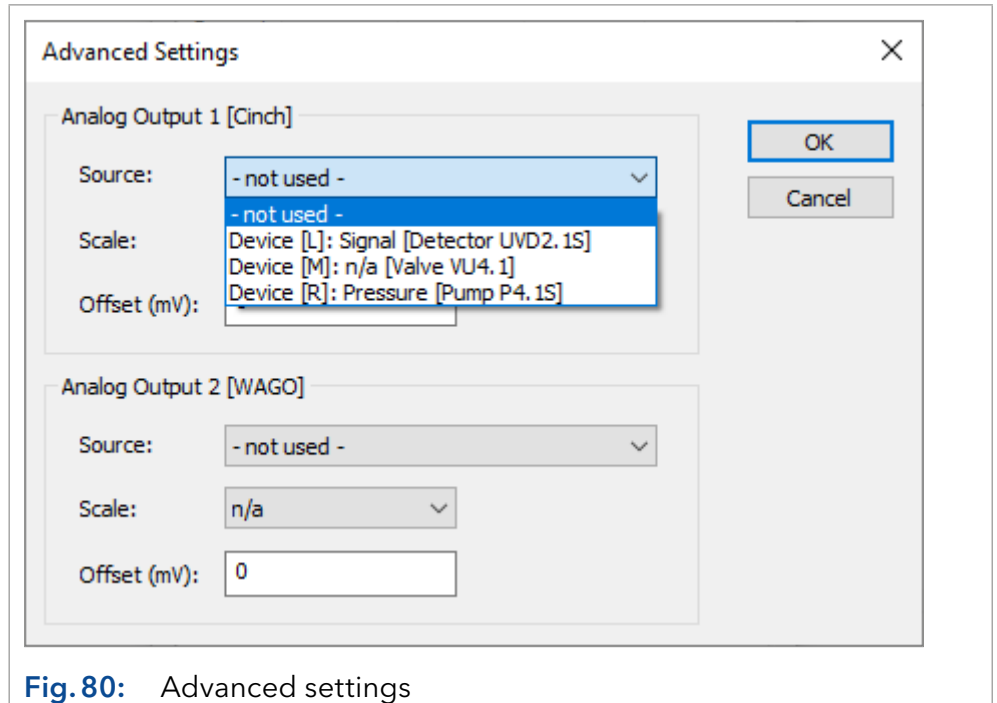 Advanced Settings
Analog Output 1 [Cinch]
OK
Source:
- not used -
Cancel
- not used -
Scale:
Device [L]: Signal [Detector UVD2.1S]
Device [M]: n/a [Valve VU4.1]
Device [R]: Pressure [Pump P4.1S]
Offset (mV):
Analog Output 2 [WAGO]
Source:
- not used -
Scale:
n/a
Offset (mV):
0
Fig. 80: Advanced settings